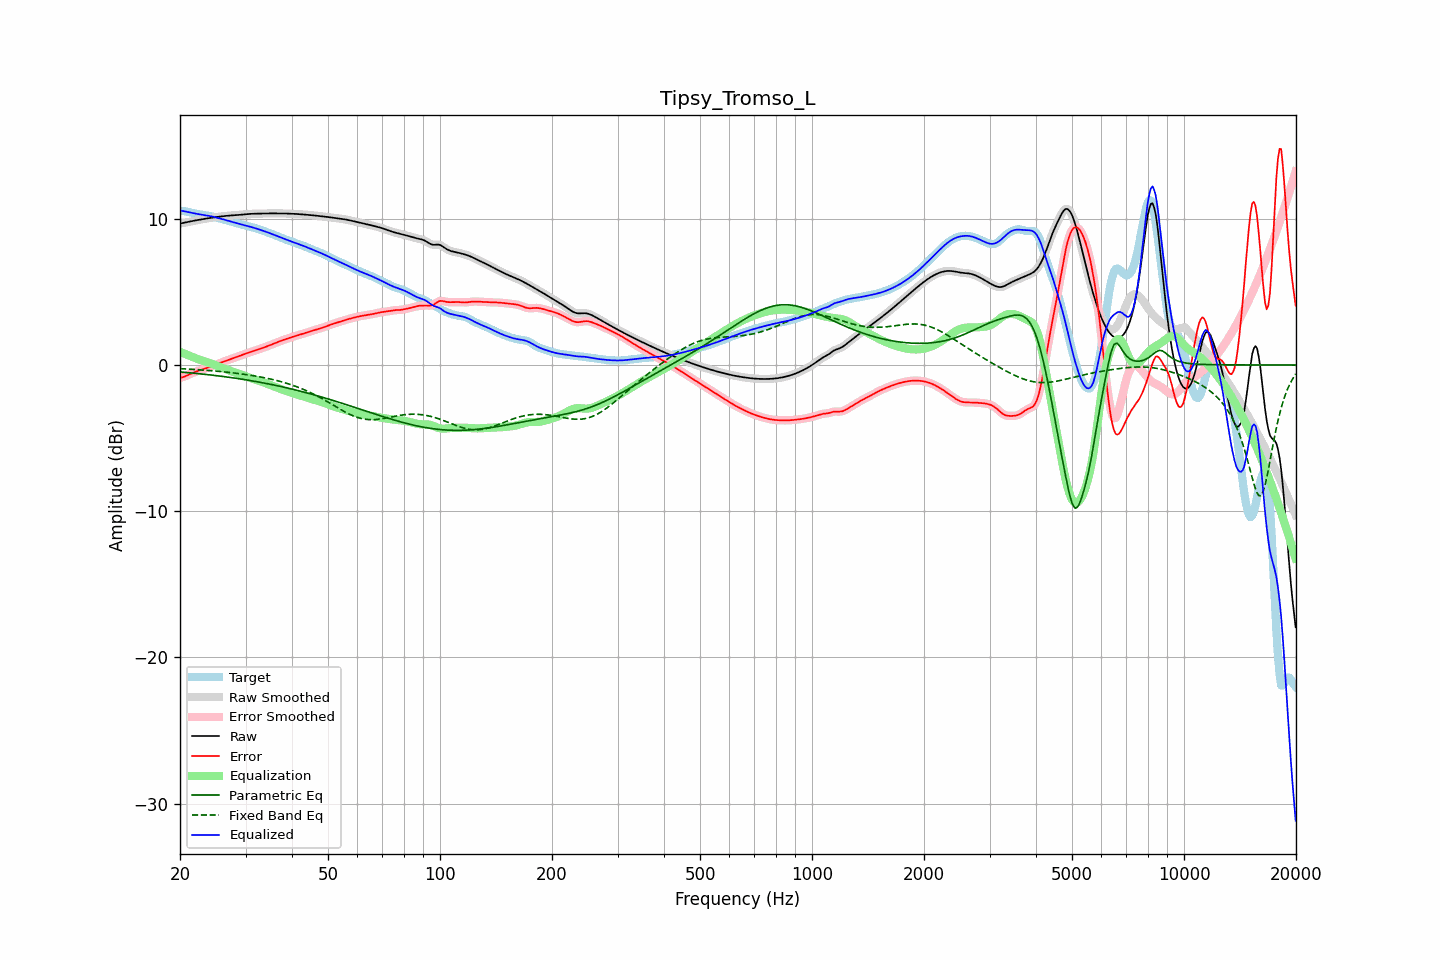 Tipsy_Tromso_L
Amplitude (dBr)
10
0
−10
−20
−30
Target
Raw Smoothed
Error Smoothed
Raw
Error
Equalization
Parametric Eq
Fixed Band Eq
Equalized
20 50 100 200 500 1000 2000 5000 10000 20000
Frequency (Hz)